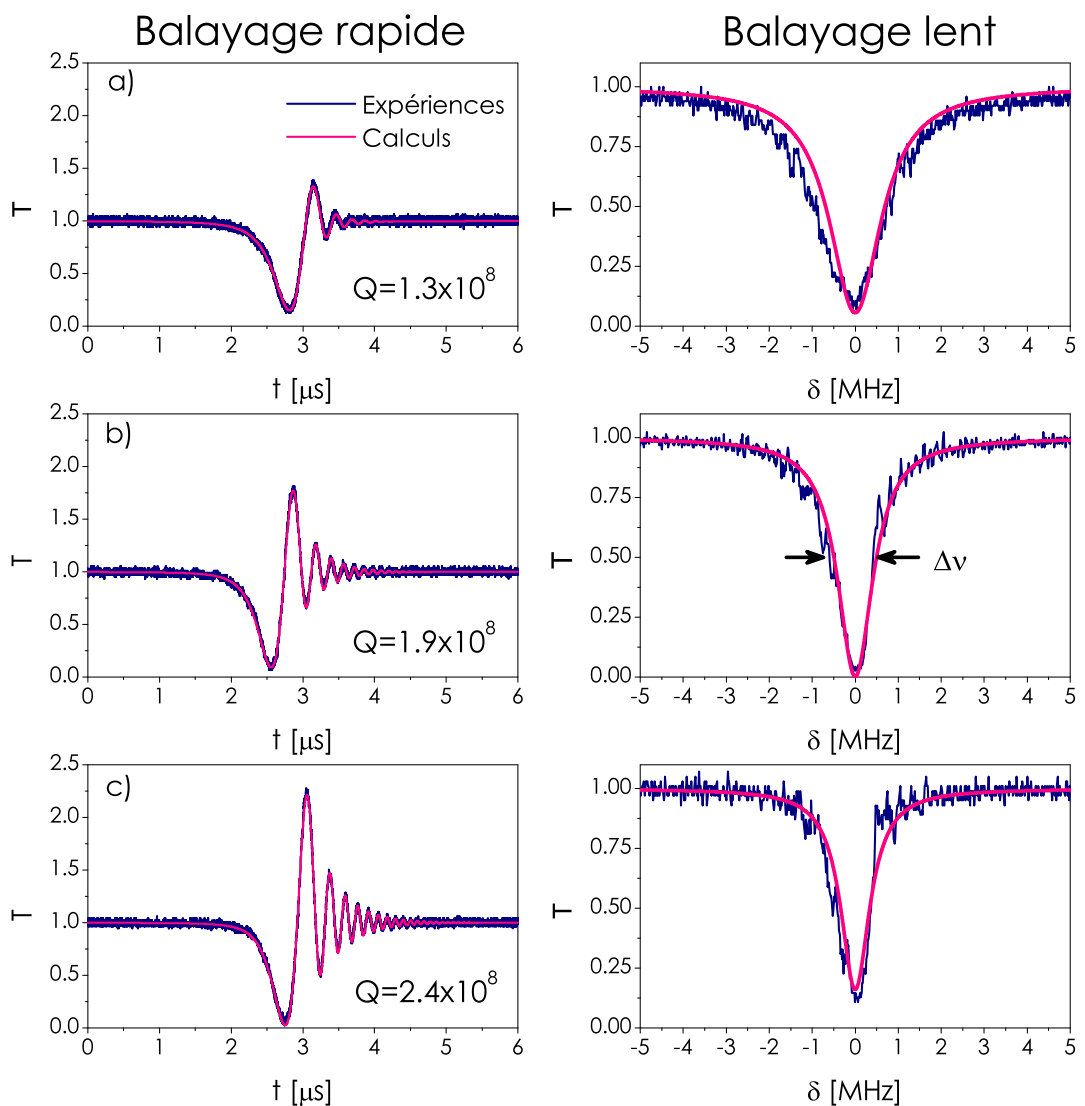 Balayage rapide
Balayage lent
a)
Expériences
Calculs
Q=1.3x10⁸
T
0.0
0.5
1.0
1.5
2.0
2.5
0 1 2 3 4 5 6
t [μs]
T
0.00
0.25
0.50
0.75
1.00
-5 -4 -3 -2 -1 0 1 2 3 4 5
δ [MHz]
b)
Q=1.9x10⁸
T
0.0
0.5
1.0
1.5
2.0
2.5
0 1 2 3 4 5 6
t [μs]
Δν
T
0.00
0.25
0.50
0.75
1.00
-5 -4 -3 -2 -1 0 1 2 3 4 5
δ [MHz]
c)
Q=2.4x10⁸
T
0.0
0.5
1.0
1.5
2.0
2.5
0 1 2 3 4 5 6
t [μs]
T
0.00
0.25
0.50
0.75
1.00
-5 -4 -3 -2 -1 0 1 2 3 4 5
δ [MHz]